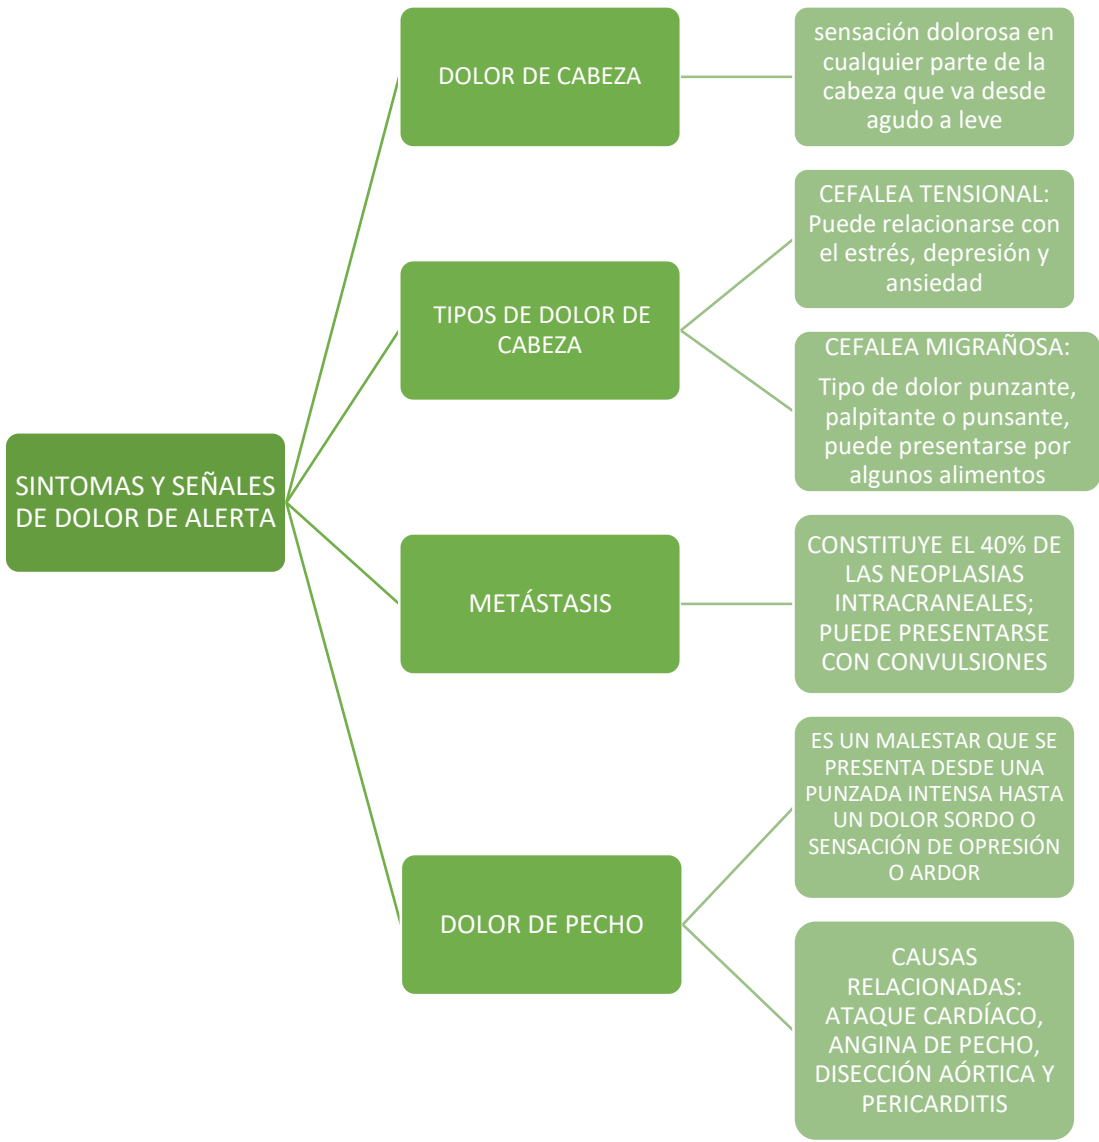 SINTOMAS Y SEÑALES
DE DOLOR DE ALERTA
DOLOR DE CABEZA
sensación dolorosa en
cualquier parte de la
cabeza que va desde
agudo a leve
TIPOS DE DOLOR DE
CABEZA
CEFALEA TENSIONAL:
Puede relacionarse con
el estrés, depresión y
ansiedad
CEFALEA MIGRAÑOSA:
Tipo de dolor punzante,
palpitante o punsante,
puede presentarse por
algunos alimentos
METÁSTASIS
CONSTITUYE EL 40% DE
LAS NEOPLASIAS
INTRACRANEALES;
PUEDE PRESENTARSE
CON CONVULSIONES
DOLOR DE PECHO
ES UN MALESTAR QUE SE
PRESENTA DESDE UNA
PUNZADA INTENSA HASTA
UN DOLOR SORDO O
SENSACIÓN DE OPRESIÓN
O ARDOR
CAUSAS
RELACIONADAS:
ATAQUE CARDÍACO,
ANGINA DE PECHO,
DISECCIÓN AÓRTICA Y
PERICARDITIS